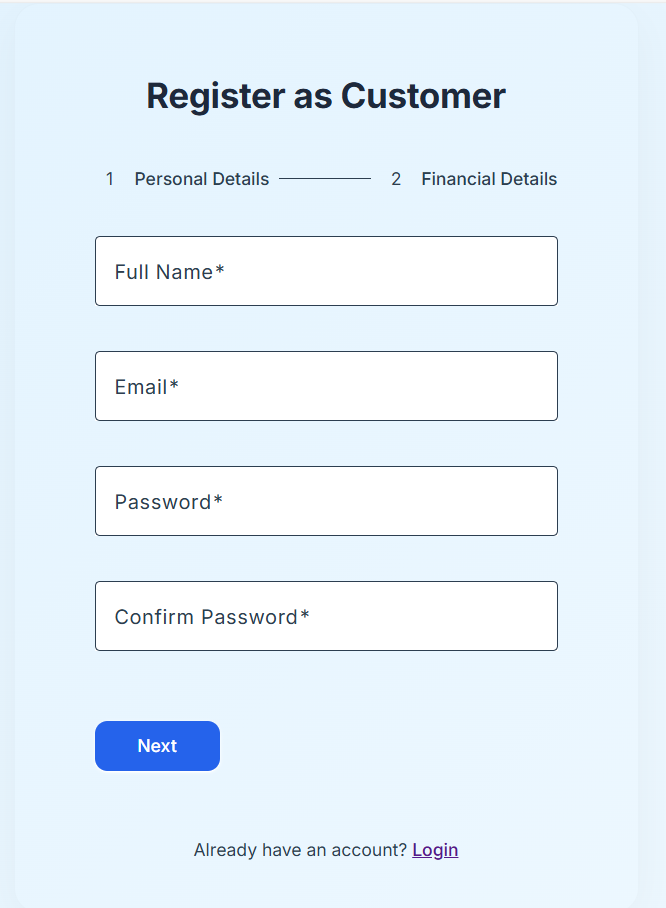 Register as Customer
1 Personal Details 2 Financial Details
Full Name*
Email*
Password*
Confirm Password*
Next
Already have an account? Login